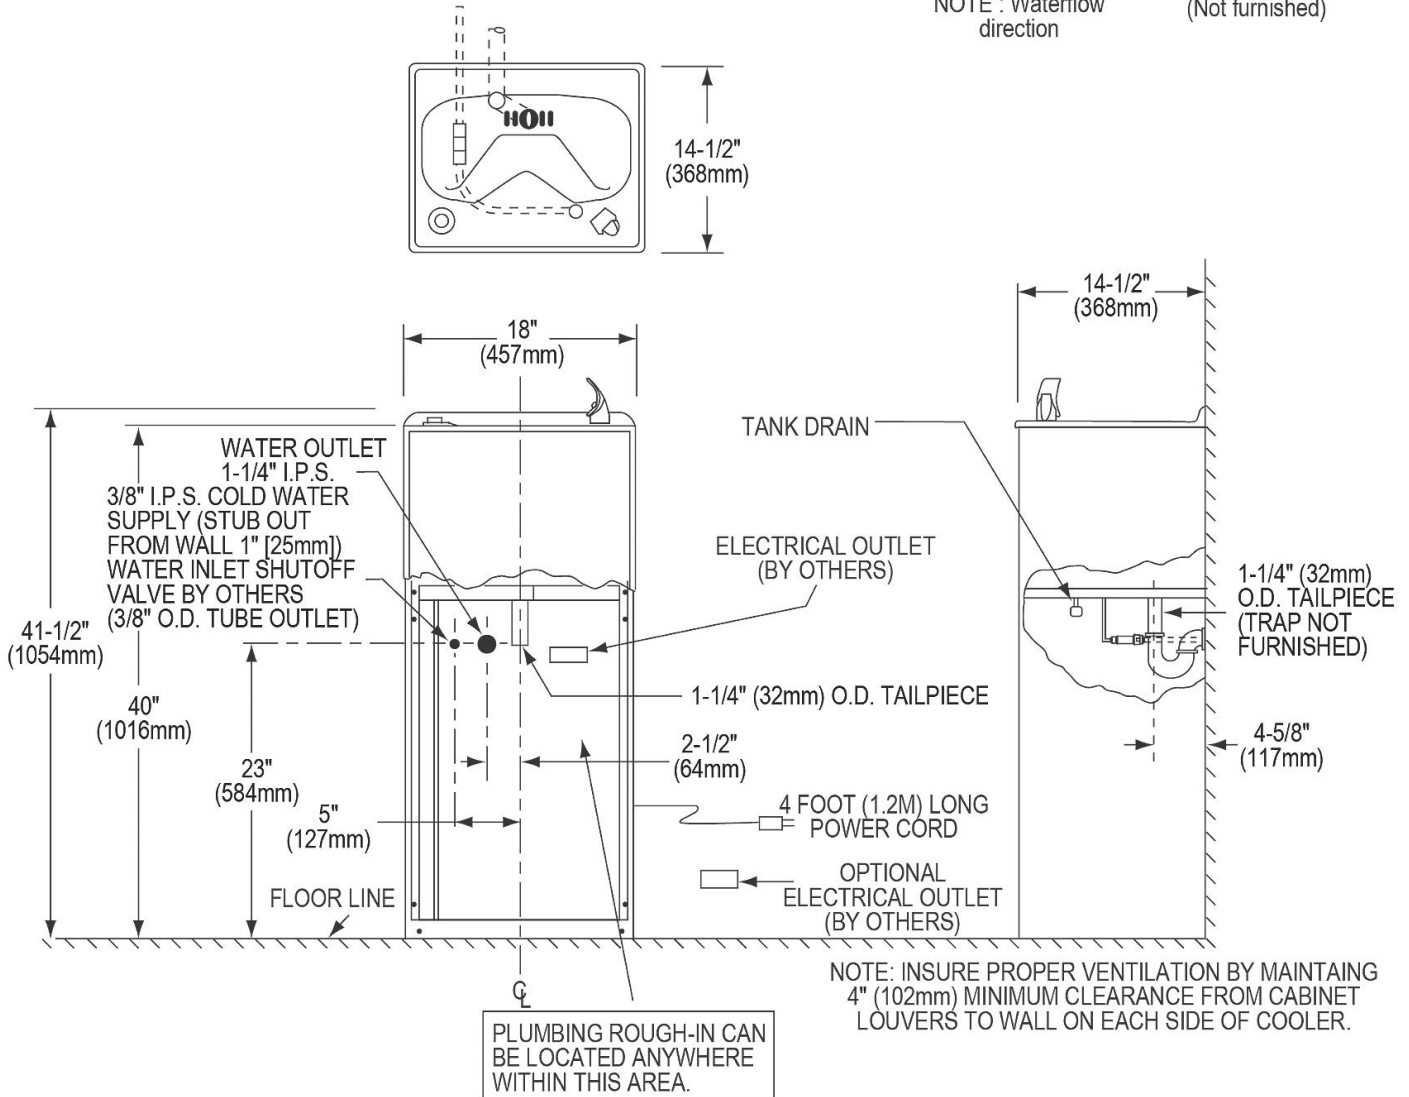 NOTE : Waterflow
direction
(Not furnished)
14-1/2"
(368mm)
14-1/2"
(368mm)
18"
(457mm)
WATER OUTLET
1-1/4" I.P.S.
3/8" I.P.S. COLD WATER
SUPPLY (STUB OUT
FROM WALL 1" [25mm])
WATER INLET SHUTOFF
VALVE BY OTHERS
(3/8" O.D. TUBE OUTLET)
TANK DRAIN
ELECTRICAL OUTLET
(BY OTHERS)
1-1/4" (32mm)
O.D. TAILPIECE
(TRAP NOT
FURNISHED)
41-1/2"
(1054mm)
40"
(1016mm)
23"
(584mm)
5"
(127mm)
1-1/4" (32mm) O.D. TAILPIECE
2-1/2"
(64mm)
4-5/8"
(117mm)
4 FOOT (1.2M) LONG
POWER CORD
OPTIONAL
ELECTRICAL OUTLET
(BY OTHERS)
FLOOR LINE
NOTE: INSURE PROPER VENTILATION BY MAINTAING
4" (102mm) MINIMUM CLEARANCE FROM CABINET
LOUVERS TO WALL ON EACH SIDE OF COOLER.
CL
PLUMBING ROUGH-IN CAN
BE LOCATED ANYWHERE
WITHIN THIS AREA.